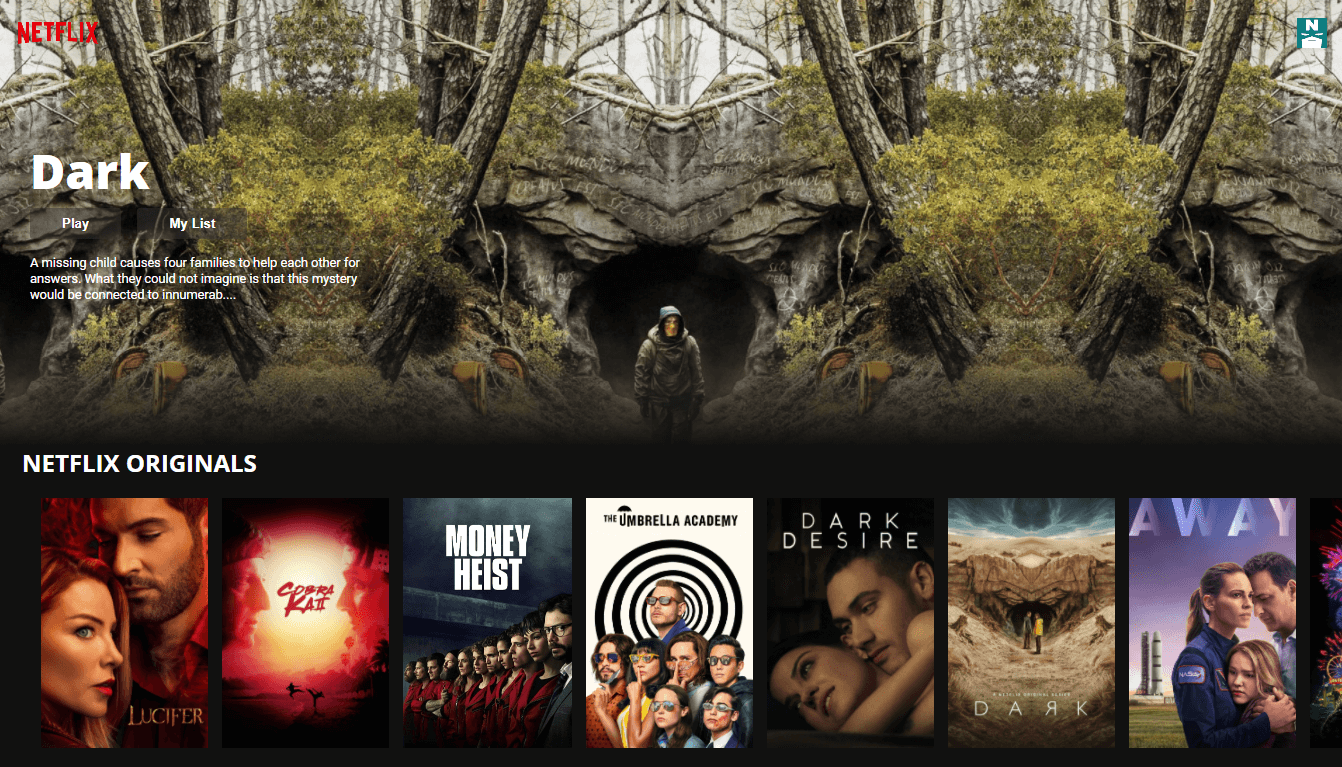 NETFLIX
N
Dark
Play
My List
A missing child causes four families to help each other for
answers. What they could not imagine is that this mystery
would be connected to innumerab....
NETFLIX ORIGINALS
LUCIFER
COBRA
KAI
MONEY
HEIST
THE UMBRELLA ACADEMY
DARK
DESIRE
A NETFLIX ORIGINAL SERIES
DARK
AWAY